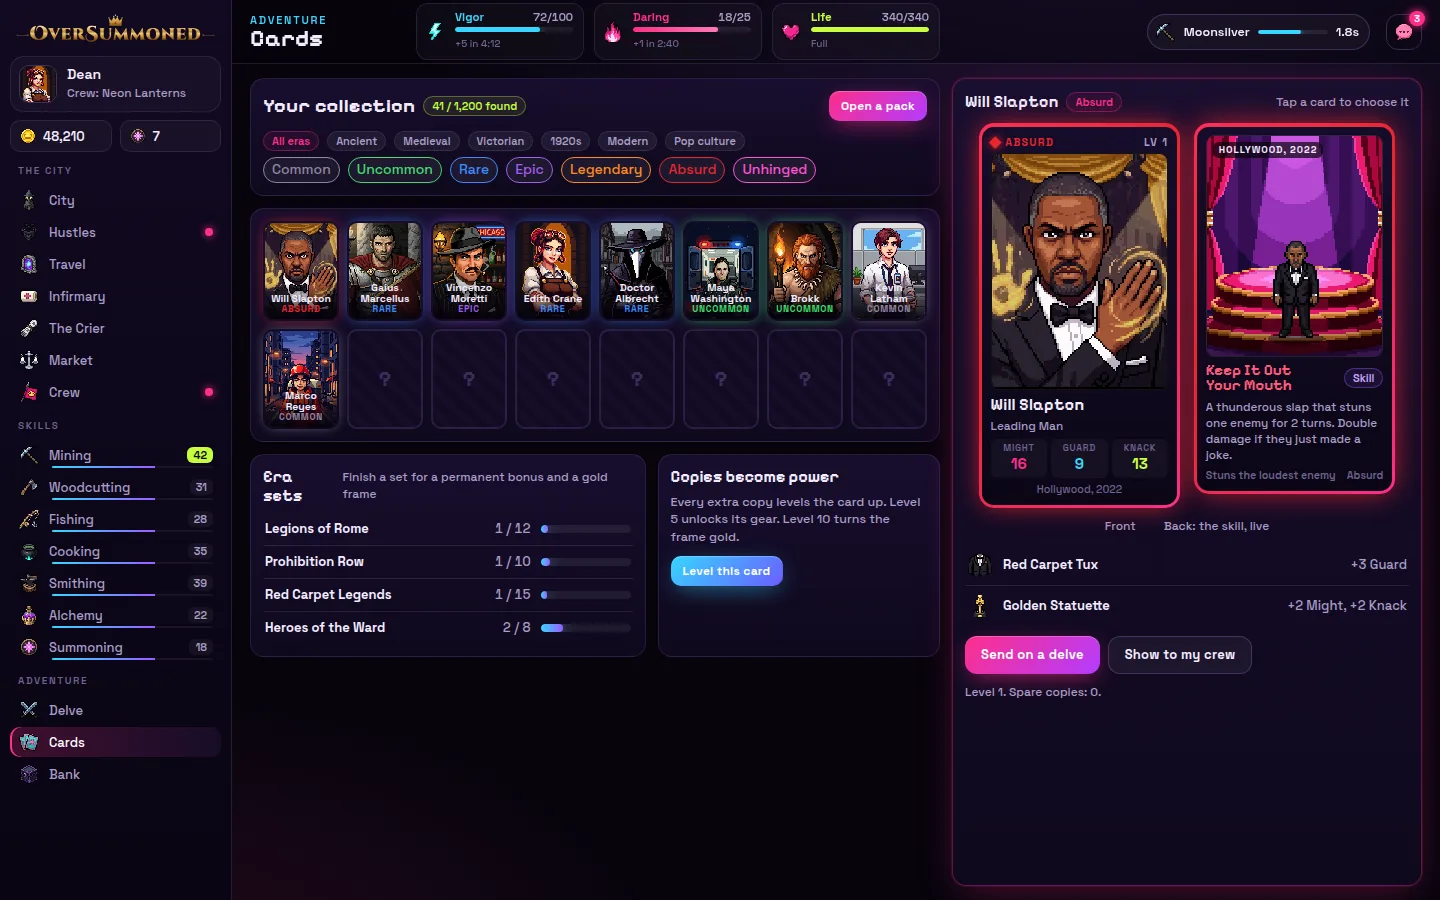 OVERSUMMONED
Dean
Crew: Neon Lanterns
48,210
7
THE CITY
City
Hustles
Travel
Infirmary
The Crier
Market
Crew
SKILLS
Mining 42
Woodcutting 31
Fishing 28
Cooking 35
Smithing 39
Alchemy 22
Summoning 18
ADVENTURE
Delve
Cards
Bank
ADVENTURE
Cards
Vigor 72/100
+5 in 4:12
Daring 18/25
+1 in 2:40
Life 340/340
Full
Moonsilver 1.8s
3
Your collection 41 / 1,200 found
Open a pack
All eras Ancient Medieval Victorian 1920s Modern Pop culture
Common Uncommon Rare Epic Legendary Absurd Unhinged
Will Slapton
ABSURD
Gaius
Marcellus
RARE
CHICAGO
Vincenzo
Moretti
EPIC
Edith Crane
RARE
Doctor
Albrecht
RARE
Maya
Washington
UNCOMMON
Brokk
UNCOMMON
Kevin
Latham
COMMON
Marco
Reyes
COMMON
? ? ? ? ? ? ?
Era
sets
Finish a set for a permanent bonus and a gold
frame
Legions of Rome 1 / 12
Prohibition Row 1 / 10
Red Carpet Legends 1 / 15
Heroes of the Ward 2 / 8
Copies become power
Every extra copy levels the card up. Level
5 unlocks its gear. Level 10 turns the
frame gold.
Level this card
Will Slapton Absurd
Tap a card to choose it
ABSURD LV 1
Will Slapton
Leading Man
MIGHT GUARD KNACK
16 9 13
Hollywood, 2022
HOLLYWOOD, 2022
Keep It Out
Your Mouth
Skill
A thunderous slap that stuns
one enemy for 2 turns. Double
damage if they just made a
joke.
Stuns the loudest enemy Absurd
Front Back: the skill, live
Red Carpet Tux +3 Guard
Golden Statuette +2 Might, +2 Knack
Send on a delve Show to my crew
Level 1. Spare copies: 0.